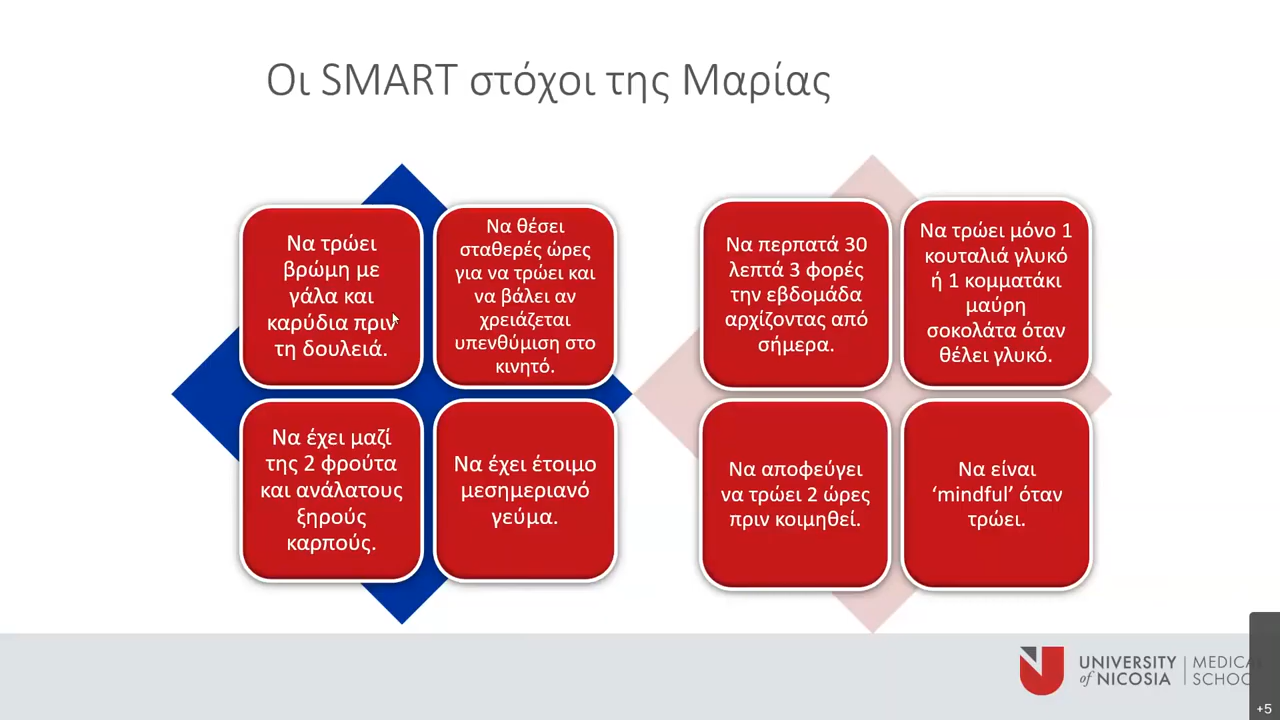 Οι SMART στόχοι της Μαρίας
Να τρώει
βρώμη με
γάλα και
καρύδια πριν
τη δουλειά.
Να θέσει
σταθερές ώρες
για να τρώει και
να βάλει αν
χρειάζεται
υπενθύμιση στο
κινητό.
Να έχει μαζί
της 2 φρούτα
και ανάλατους
ξηρούς
καρπούς.
Να έχει έτοιμο
μεσημεριανό
γεύμα.
Να περπατά 30
λεπτά 3 φορές
την εβδομάδα
αρχίζοντας από
σήμερα.
Να τρώει μόνο 1
κουταλιά γλυκό
ή 1 κομματάκι
μαύρη
σοκολάτα όταν
θέλει γλυκό.
Να αποφεύγει
να τρώει 2 ώρες
πριν κοιμηθεί.
Να είναι
‘mindful’ όταν
τρώει.
UNIVERSITY
of NICOSIA
MEDICAL
SCHOO
+5